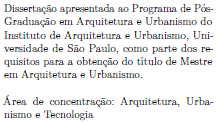 Dissertação apresentada ao Programa de Pós-
Graduação em Arquitetura e Urbanismo do
Instituto de Arquitetura e Urbanismo, Uni-
versidade de São Paulo, como parte dos re-
quisitos para a obtenção do título de Mestre
em Arquitetura e Urbanismo.
Área de concentração: Arquitetura, Urba-
nismo e Tecnologia